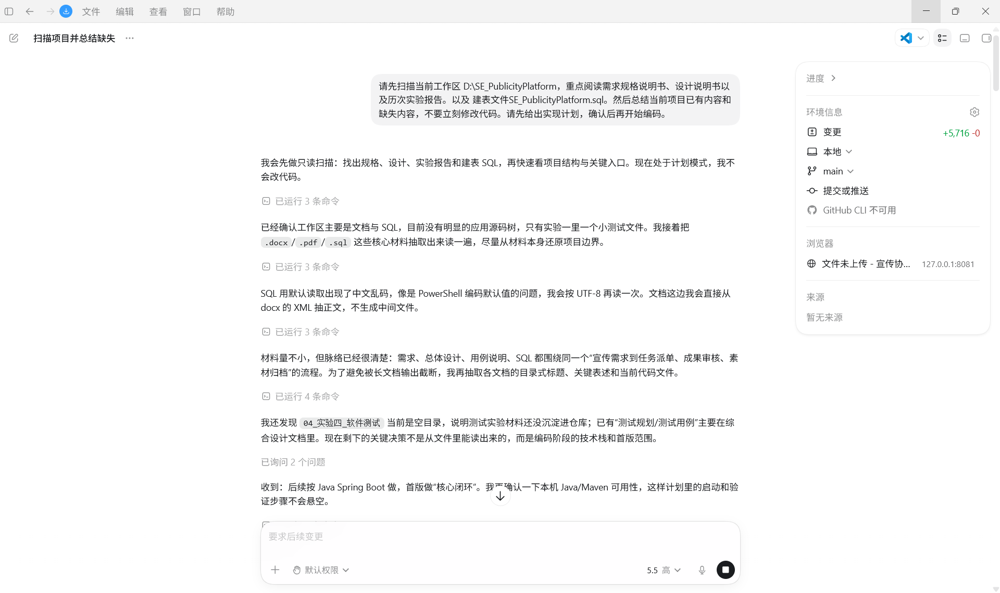 文件 编辑 查看 窗口 帮助
扫描项目并总结缺失 ···
请先扫描当前工作区 D:\SE_PublicityPlatform，重点阅读需求规格说明书、设计说明书以
及历次实验报告。以及 建表文件SE_PublicityPlatform.sql。然后总结当前项目已有内容和
缺失内容，不要立刻修改代码。请先给出实现计划，确认后再开始编码。
我会先做只读扫描：找出规格、设计、实验报告和建表 SQL，再快速看项目结构与关键入口。现在处于计划模式，我不
会改代码。
已运行 3 条命令
已经确认工作区主要是文档与 SQL，目前没有明显的应用源码树，只有实验一里一个小测试文件。我接着把
.docx/.pdf/.sql 这些核心材料抽取出来读一遍，尽量从材料本身还原项目边界。
已运行 3 条命令
SQL 用默认读取出现了中文乱码，像是 PowerShell 编码默认值的问题，我会按 UTF-8 再读一次。文档这边我会直接从
docx 的 XML 抽正文，不生成中间文件。
已运行 3 条命令
材料量不小，但脉络已经很清楚：需求、总体设计、用例说明、SQL 都围绕同一个“宣传需求到任务派单、成果审核、素
材归档”的流程。为了避免被长文档输出截断，我再抽取各文档的目录式标题、关键表述和当前代码文件。
已运行 4 条命令
我还发现 04_实验四_软件测试 当前是空目录，说明测试实验材料还没沉淀进仓库；已有“测试规划/测试用例”主要在综
合设计文档里。现在剩下的关键决策不是从文件里能读出来的，而是编码阶段的技术栈和首版范围。
已询问 2 个问题
收到：后续按 Java Spring Boot 做，首版做“核心闭环”。我再确认一下本机 Java/Maven 可用性，这样计划里的启动和验
证步骤不会悬空。
要求后续变更
默认权限
5.5 高
进度
环境信息
变更 +5,716 -0
本地
main
提交或推送
GitHub CLI 不可用
浏览器
文件未上传 - 宣传协... 127.0.0.1:8081
来源
暂无来源